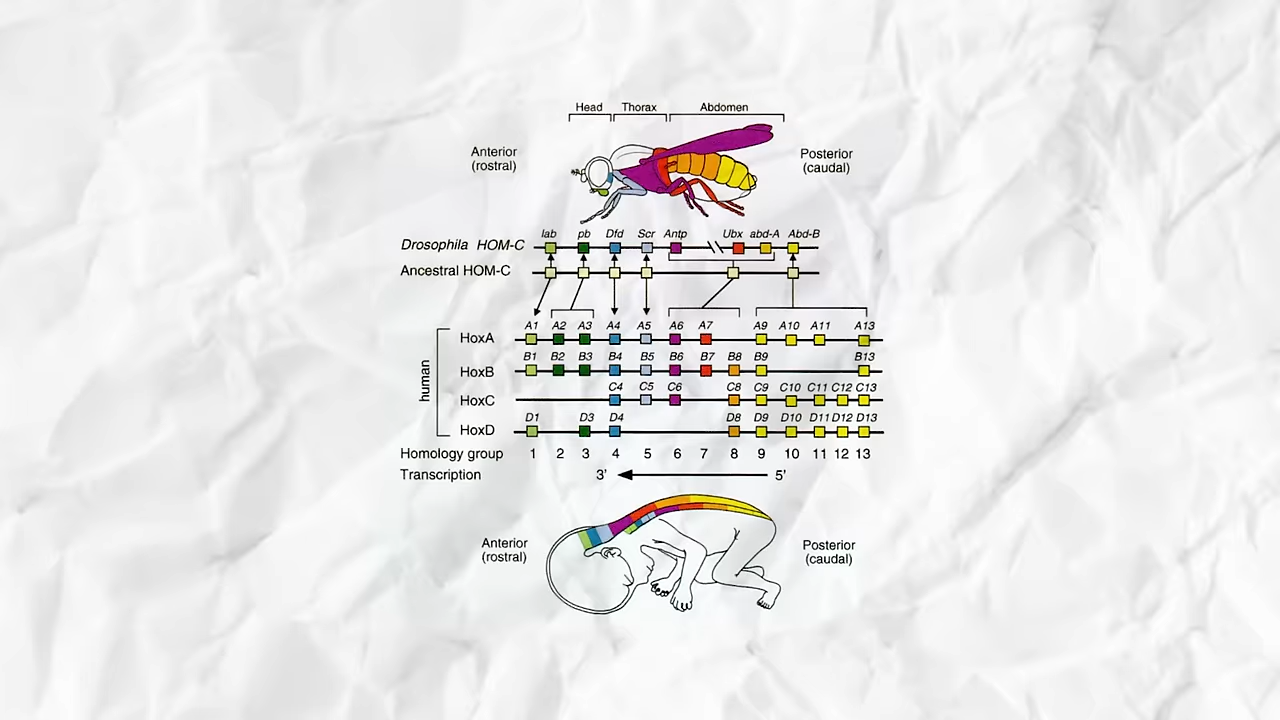 Head Thorax Abdomen
Anterior
(rostral)
Posterior
(caudal)
lab pb Dfd Scr Antp Ubx abd-A Abd-B
Drosophila HOM-C
Ancestral HOM-C
A1 A2 A3 A4 A5 A6 A7 A9 A10 A11 A13
HoxA
B1 B2 B3 B4 B5 B6 B7 B8 B9 B13
HoxB
C4 C5 C6 C8 C9 C10 C11 C12 C13
HoxC
D1 D3 D4 D8 D9 D10 D11 D12 D13
HoxD
human
Homology group 1 2 3 4 5 6 7 8 9 10 11 12 13
Transcription 3' 5'
Anterior
(rostral)
Posterior
(caudal)